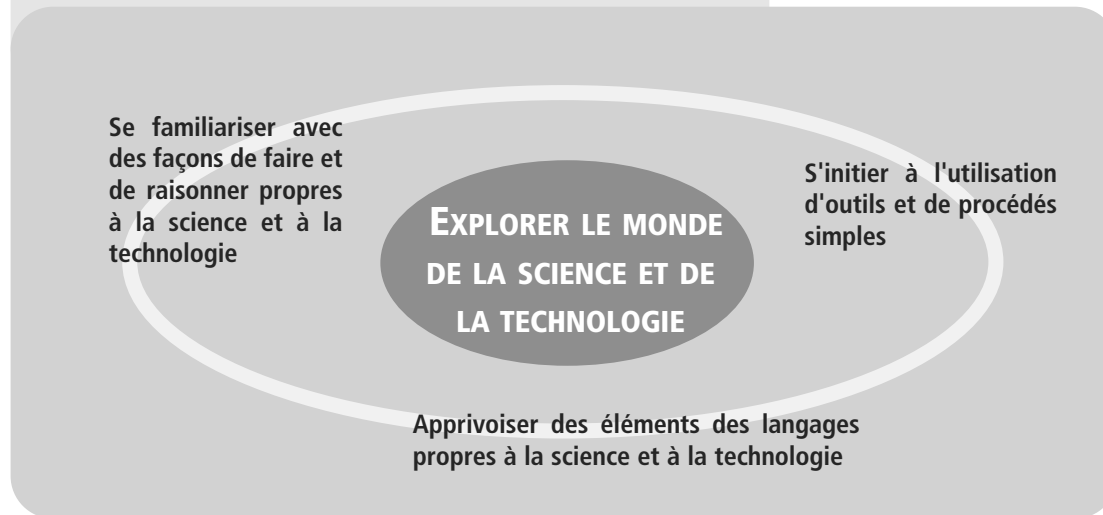 Se familiariser avec
des façons de faire et
de raisonner propres
à la science et à la
technologie
EXPLORER LE MONDE
DE LA SCIENCE ET DE
LA TECHNOLOGIE
S'initier à l'utilisation
d'outils et de procédés
simples
Apprivoiser des éléments des langages
propres à la science et à la technologie